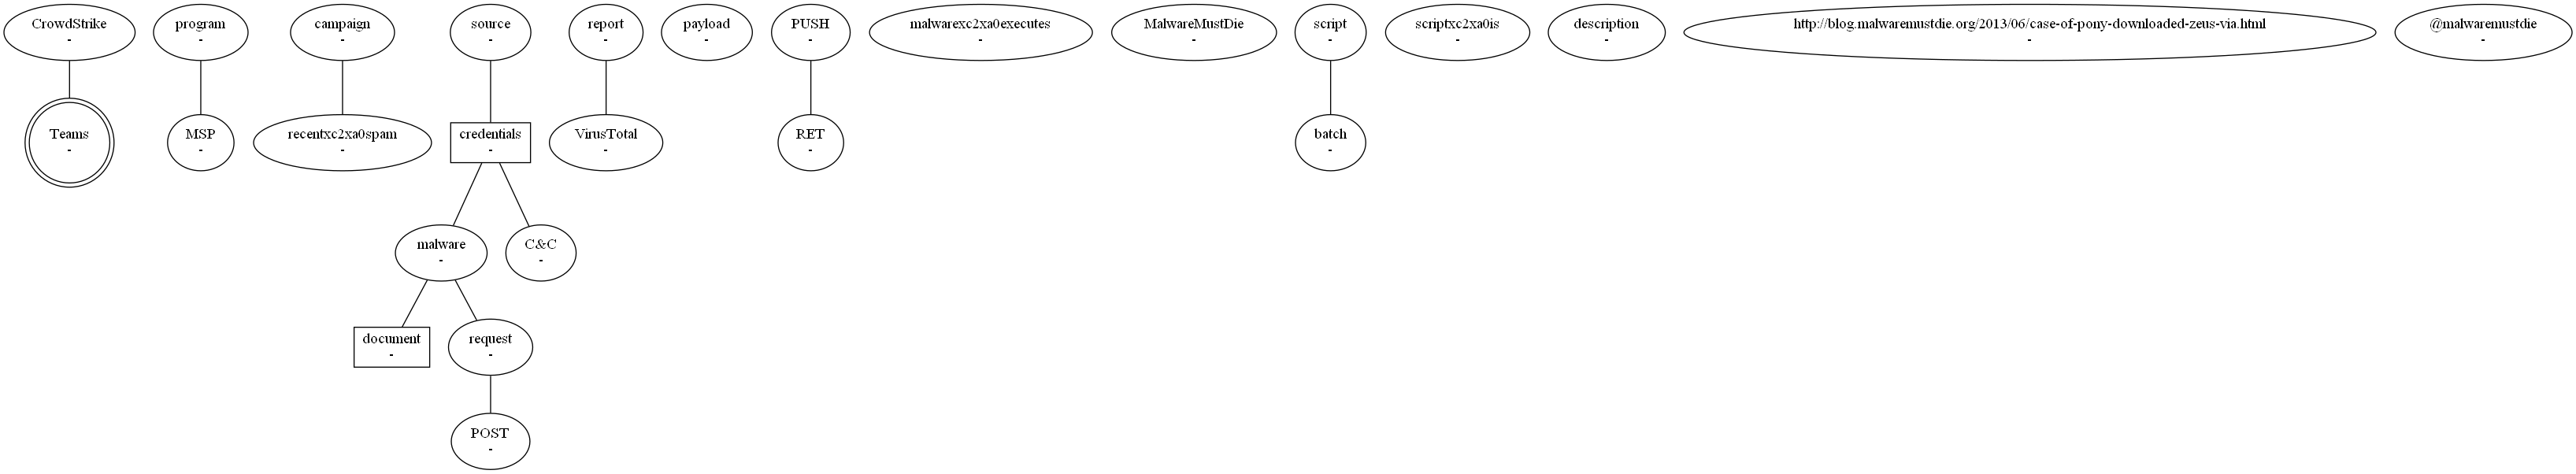 CrowdStrike
-
program
-
campaign
-
source
-
report
-
payload
-
PUSH
-
malwarexc2xa0executes
-
MalwareMustDie
-
script
-
scriptxc2xa0is
-
description
-
http://blog.malwaremustdie.org/2013/06/case-of-pony-downloaded-zeus-via.html
-
@malwaremustdie
-
Teams
-
MSP
-
recentxc2xa0spam
-
credentials
-
VirusTotal
-
RET
-
batch
-
malware
-
C&C
-
document
-
request
-
POST
-